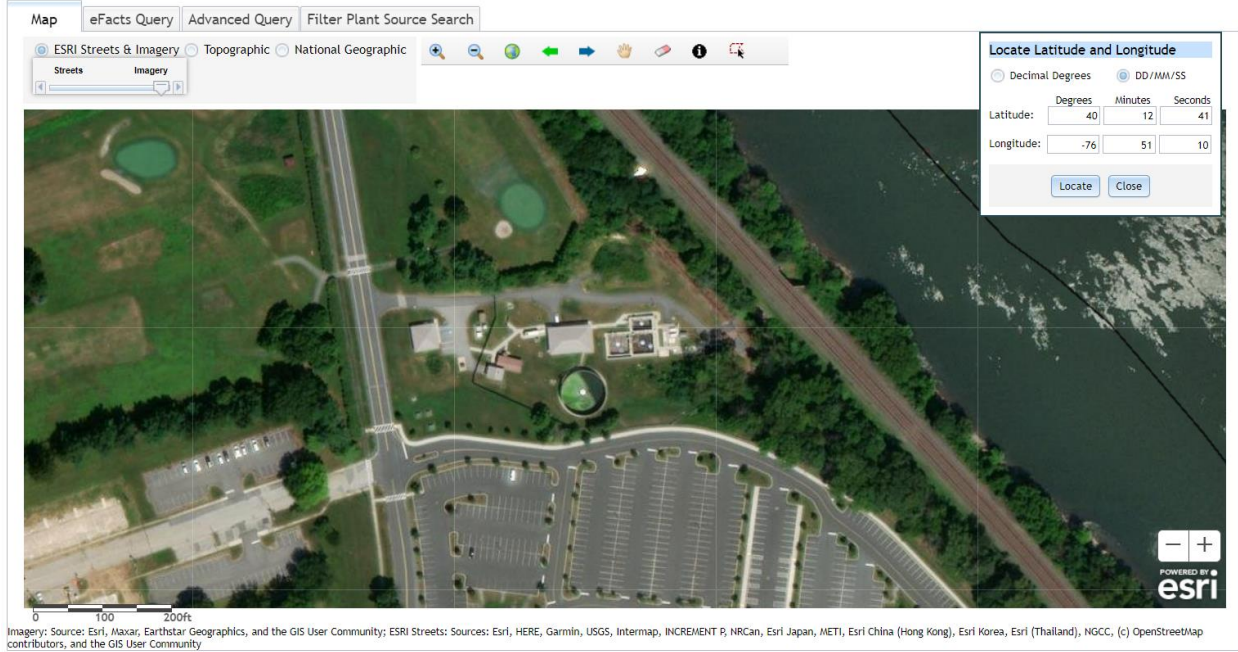 Map eFacts Query Advanced Query Filter Plant Source Search
ESRI Streets & Imagery Topographic National Geographic
Streets Imagery
Locate Latitude and Longitude
Decimal Degrees DD/MM/SS
Degrees Minutes Seconds
Latitude: 40 12 41
Longitude: -76 51 10
Locate Close
POWERED BY
esri
0 100 200ft
Imagery: Source: Esri, Maxar, Earthstar Geographics, and the GIS User Community; ESRI Streets: Sources: Esri, HERE, Garmin, USGS, Intermap, INCREMENT P, NRCan, Esri Japan, METI, Esri China (Hong Kong), Esri Korea, Esri (Thailand), NGCC, (c) OpenStreetMap
contributors, and the GIS User Community